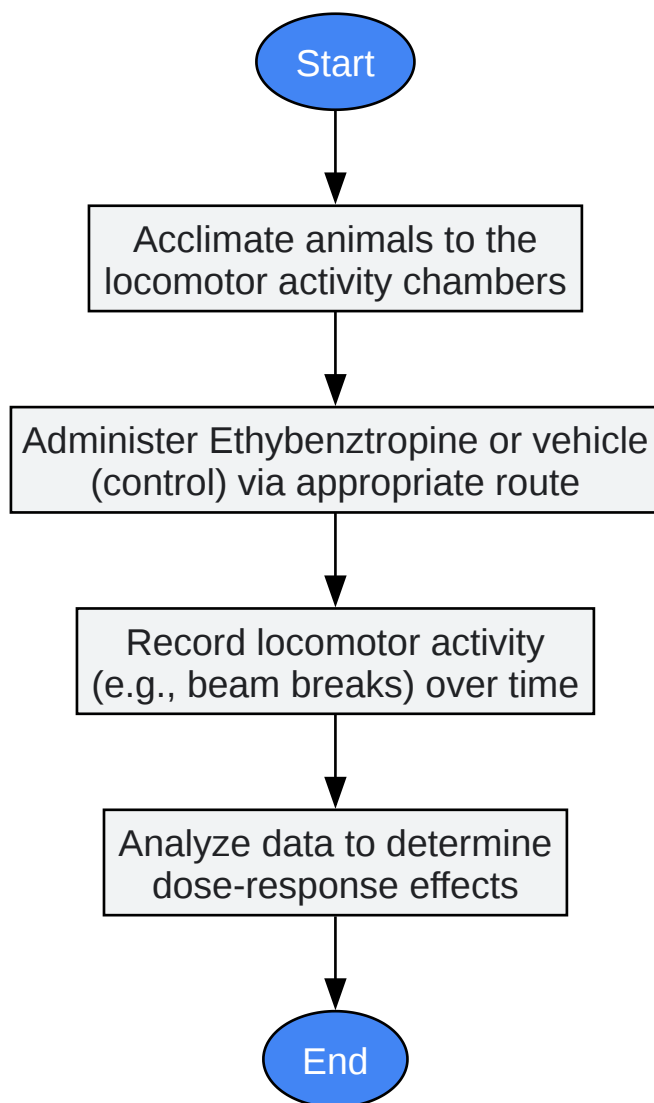 Start
Acclimate animals to the
locomotor activity chambers
Administer Ethybenztropine or vehicle
(control) via appropriate route
Record locomotor activity
(e.g., beam breaks) over time
Analyze data to determine
dose-response effects
End